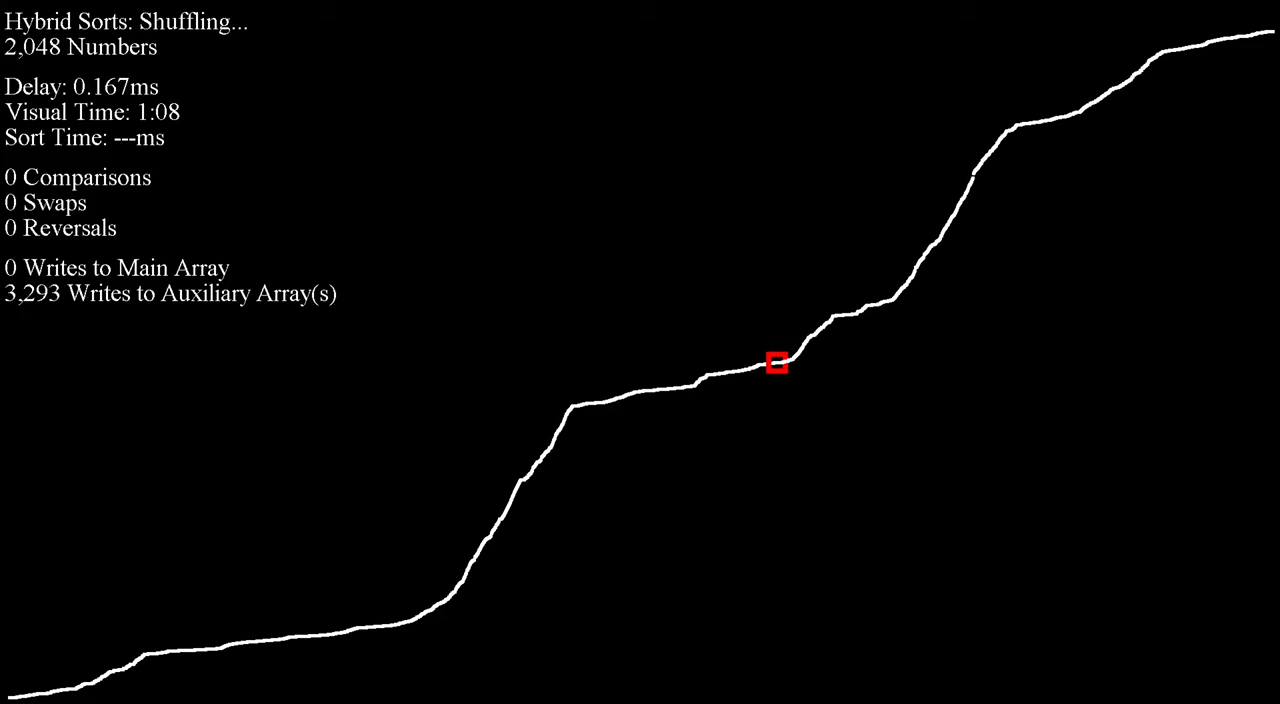 Hybrid Sorts: Shuffling...
2,048 Numbers
Delay: 0.167ms
Visual Time: 1:08
Sort Time: ---ms
0 Comparisons
0 Swaps
0 Reversals
0 Writes to Main Array
3,293 Writes to Auxiliary Array(s)